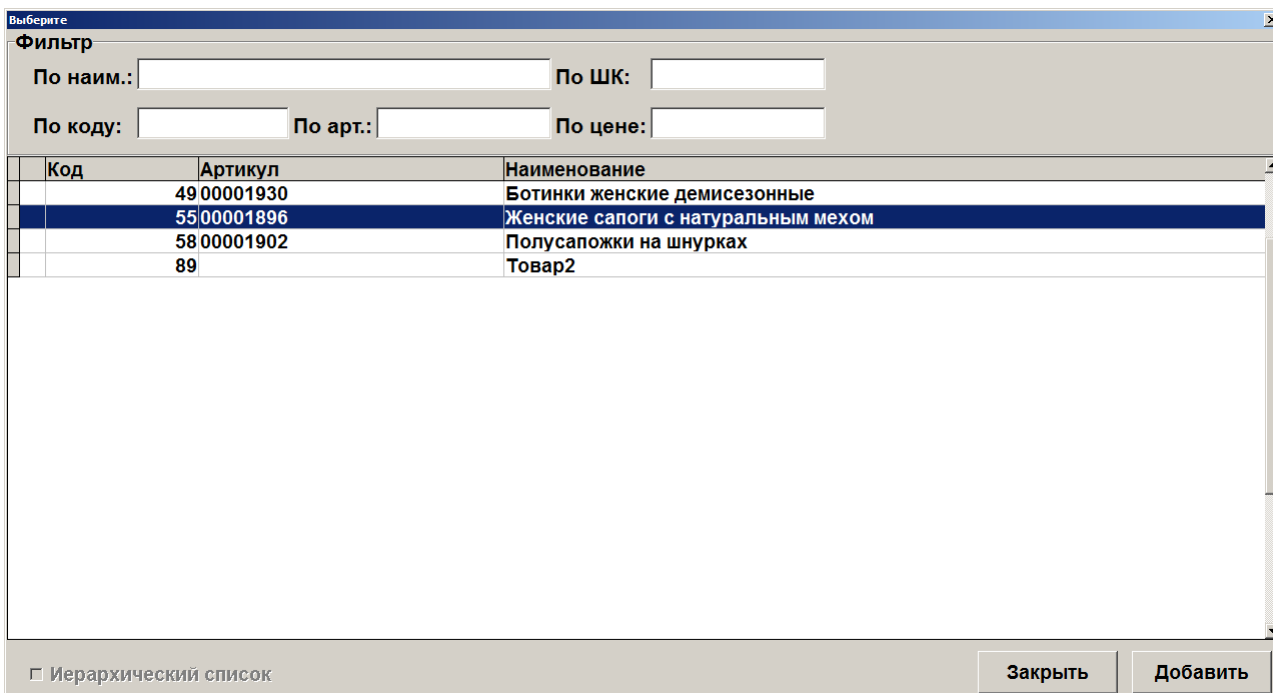 Выберите
Фильтр
По наим.: По ШК:
По коду: По арт.: По цене:
Код Артикул Наименование
49 00001930 Ботинки женские демисезонные
55 00001896 Женские сапоги с натуральным мехом
58 00001902 Полусапожки на шнурках
89 Товар2
Иерархический список Закрыть Добавить